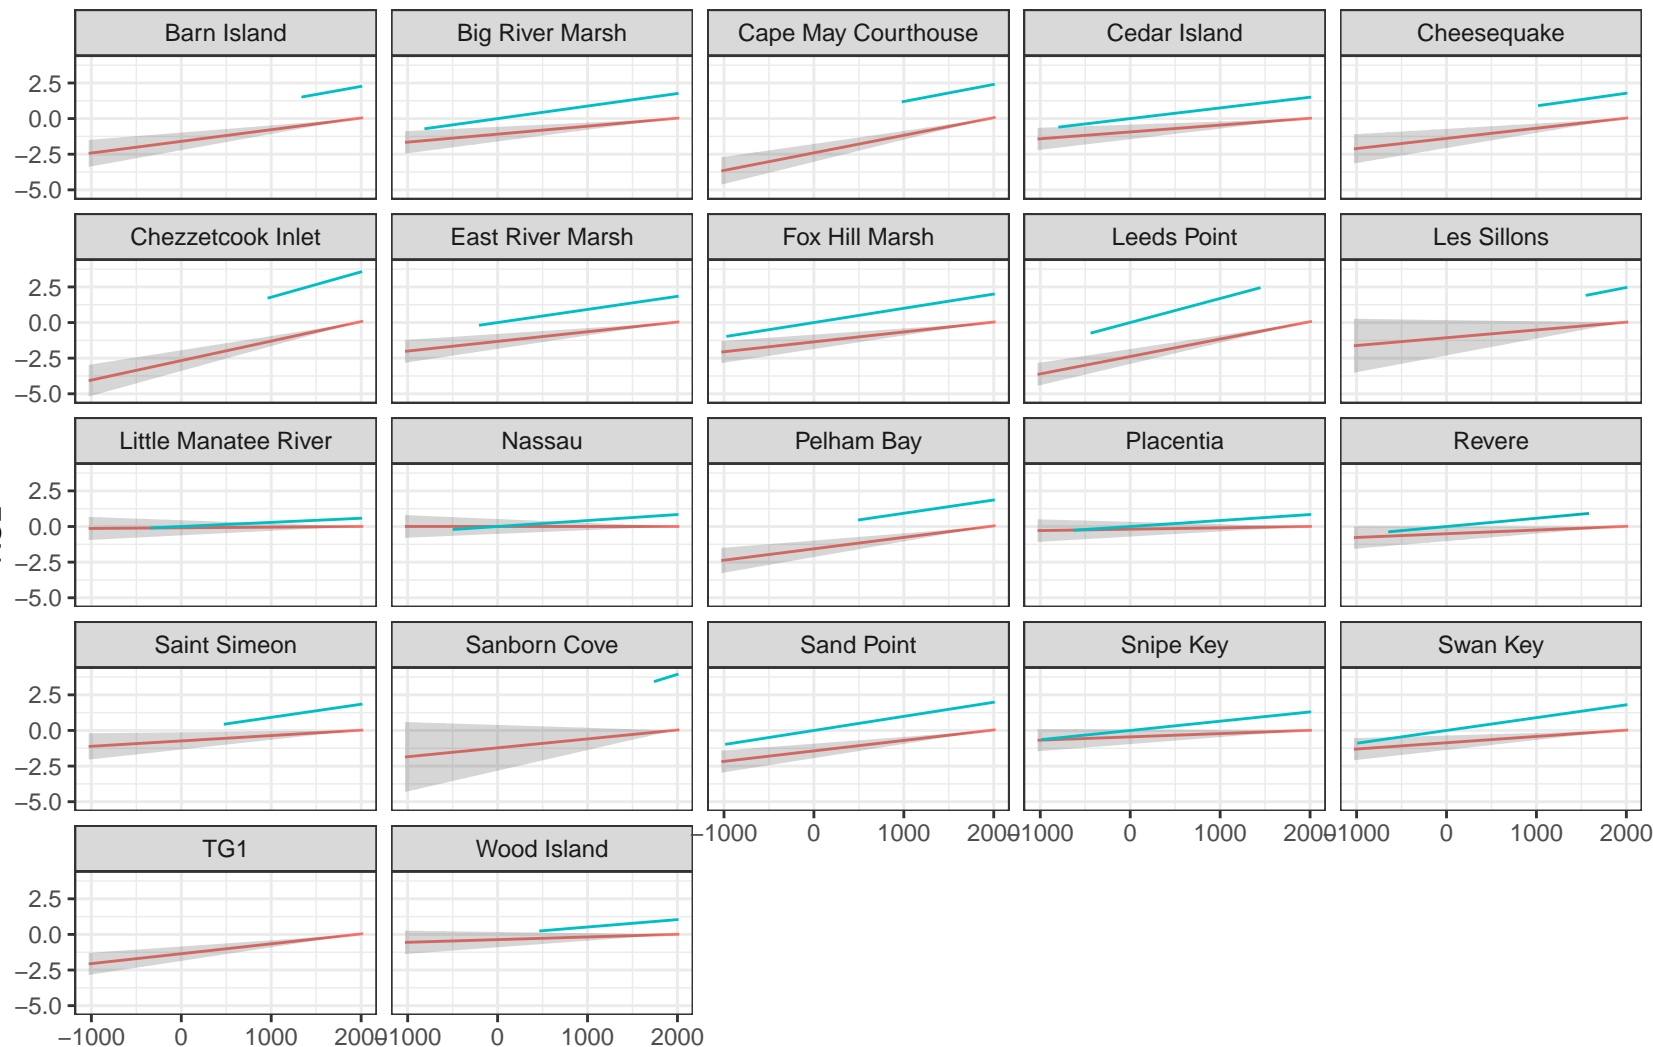 Barn Island Big River Marsh Cape May Courthouse Cedar Island Cheesequake
2.5
0.0
−2.5
−5.0
Chezzetcook Inlet East River Marsh Fox Hill Marsh Leeds Point Les Sillons
2.5
0.0
−2.5
−5.0
Little Manatee River Nassau Pelham Bay Placentia Revere
2.5
0.0
−2.5
−5.0
Saint Simeon Sanborn Cove Sand Point Snipe Key Swan Key
2.5
0.0
−2.5
−5.0
−1000 0 1000 2000 −1000 0 1000 2000 −1000 0 1000 2000
TG1 Wood Island
2.5
0.0
−2.5
−5.0
−1000 0 1000 2000 −1000 0 1000 2000